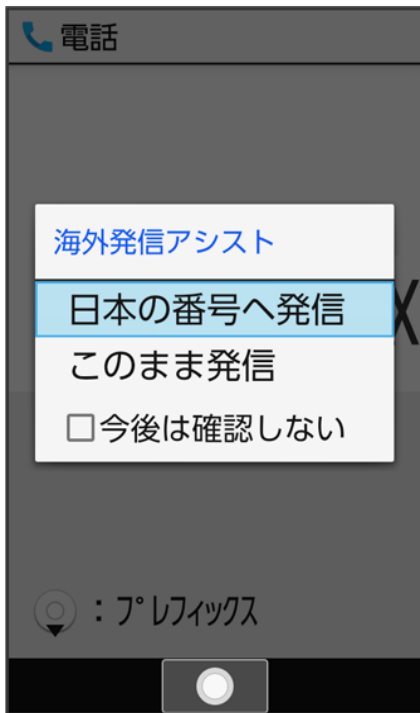 電話
海外発信アシスト
日本の番号へ発信
X
このまま発信
今後は確認しない
：ﾌﾟﾚﾌｨｯｸｽ